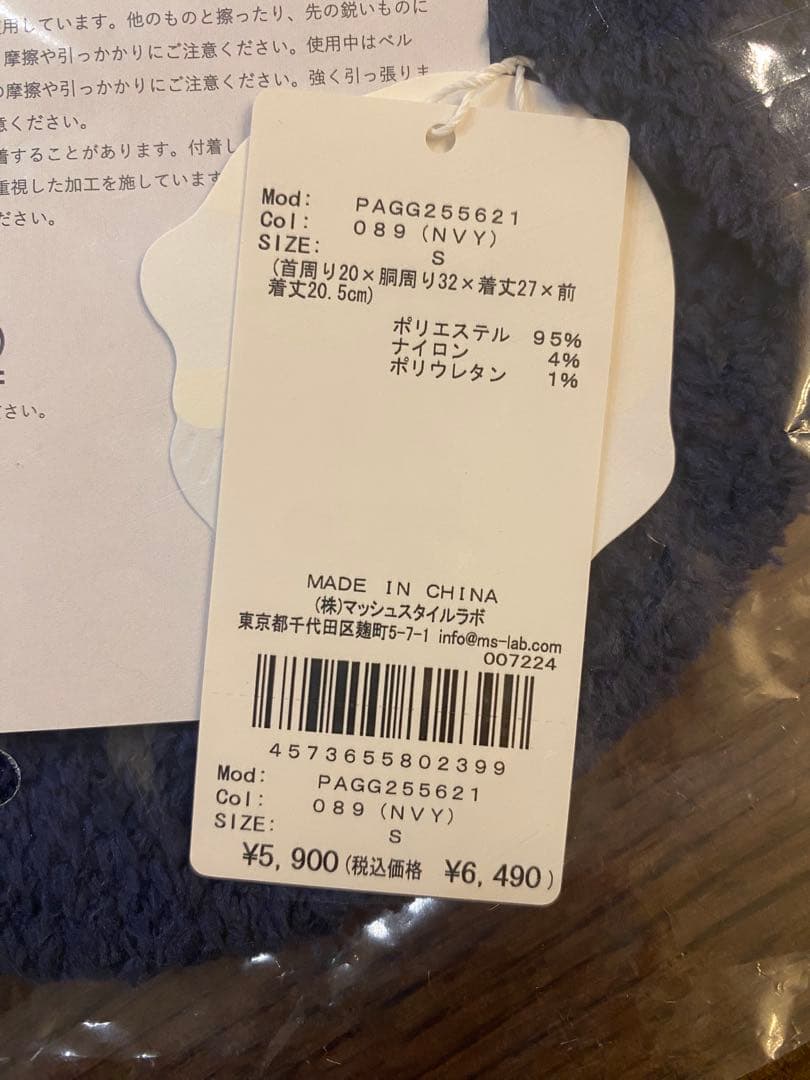 用しています。他のものと擦ったり、先の鋭いものに
摩擦や引っかかりにご注意ください。使用中はベル
の摩擦や引っかかりにご注意ください。強く引っ張りま
意ください。
着することがあります。付着し
重視した加工を施しています
ださい。
さい。
Mod: PAGG255621
Col: 089 (NVY)
SIZE: S
(首周り20×胴周り32×着丈27×前
着丈20.5cm)
ポリエステル 95%
ナイロン 4%
ポリウレタン 1%
MADE IN CHINA
(株)マッシュスタイルラボ
東京都千代田区麹町5-7-1 info@ms-lab.com
007224
4573655802399
Mod: PAGG255621
Col: 089 (NVY)
SIZE: S
¥5,900(税込価格 ¥6,490)